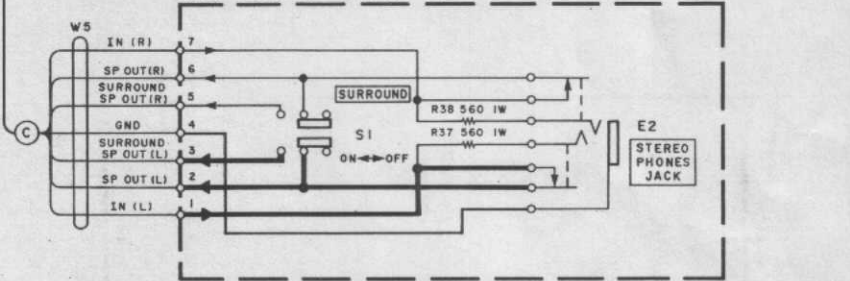 W5
IN (R) 7
SP OUT(R) 6
SURROUND
SP OUT(R) 5
GND 4
SURROUND
SP OUT(L) 3
SP OUT(L) 2
IN (L) 1
C
SURROUND
S1
ON OFF
R38 560 1W
R37 560 1W
E2
STEREO
PHONES
JACK